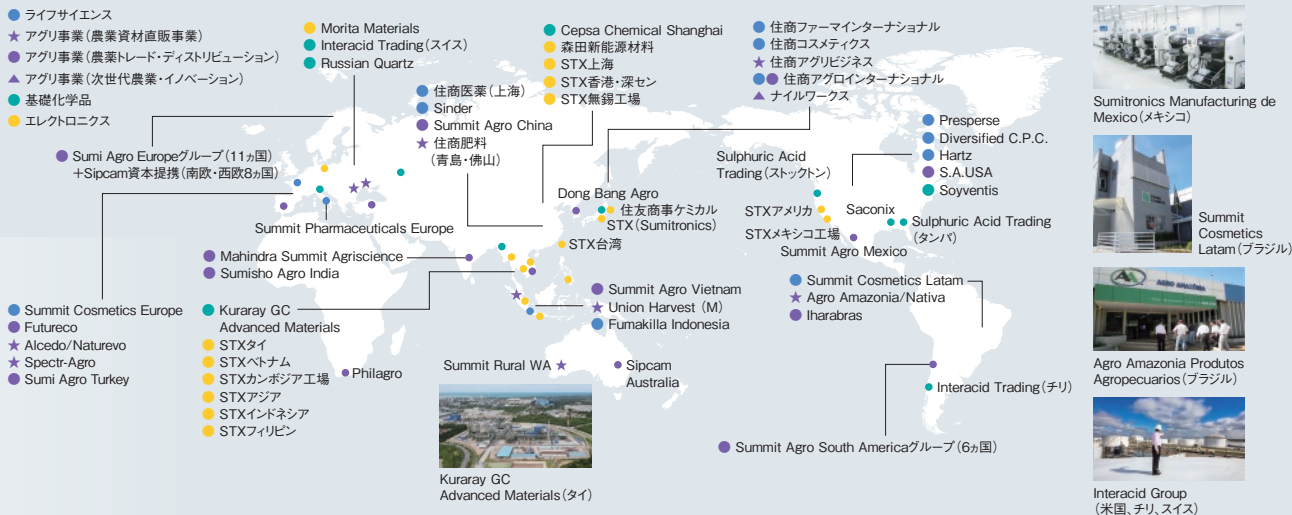 ライフサイエンス
アグリ事業（農業資材直販事業）
アグリ事業（農薬トレード・ディストリビューション）
アグリ事業（次世代農業・イノベーション）
基礎化学品
エレクトロニクス
Morita Materials
Interacid Trading（スイス）
Russian Quartz
Cepsa Chemical Shanghai
森田新能源材料
STX上海
STX香港・深セン
STX無錫工場
住商医薬（上海）
Sinder
Summit Agro China
住商肥料
（青島・佛山）
住商ファーマインターナショナル
住商コスメティクス
住商アグリビジネス
住商アグロインターナショナル
ナイルワークス
Sumi Agro Europeグループ（11ヵ国）
＋Sipcam資本提携（南欧・西欧8ヵ国）
Summit Pharmaceuticals Europe
Dong Bang Agro
住友商事ケミカル
STX（Sumitronics）
STX台湾
Mahindra Summit Agriscience
Sumisho Agro India
Sulphuric Acid
Trading（ストックトン）
STXアメリカ
STXメキシコ工場
Summit Agro Mexico
Saconix
Sulphuric Acid Trading
（タンパ）
Presperse
Diversified C.P.C.
Hartz
S.A.USA
Soyventis
Summit Cosmetics Europe
Futureco
Alcedo/Naturevo
Spectr-Agro
Sumi Agro Turkey
Kuraray GC
Advanced Materials
STXタイ
STXベトナム
STXカンボジア工場
STXアジア
STXインドネシア
STXフィリピン
Philagro
Summit Agro Vietnam
Union Harvest（M）
Fumakilla Indonesia
Summit Rural WA
Sipcam
Australia
Kuraray GC
Advanced Materials（タイ）
Summit Cosmetics Latam
Agro Amazonia/Nativa
Iharabras
Interacid Trading（チリ）
Summit Agro South Americaグループ（6ヵ国）
Sumitronics Manufacturing de
Mexico（メキシコ）
Summit
Cosmetics
Latam（ブラジル）
AGRO AMAZÔNIA
Agro Amazonia Produtos
Agropecuarios（ブラジル）
Interacid Group
（米国、チリ、スイス）